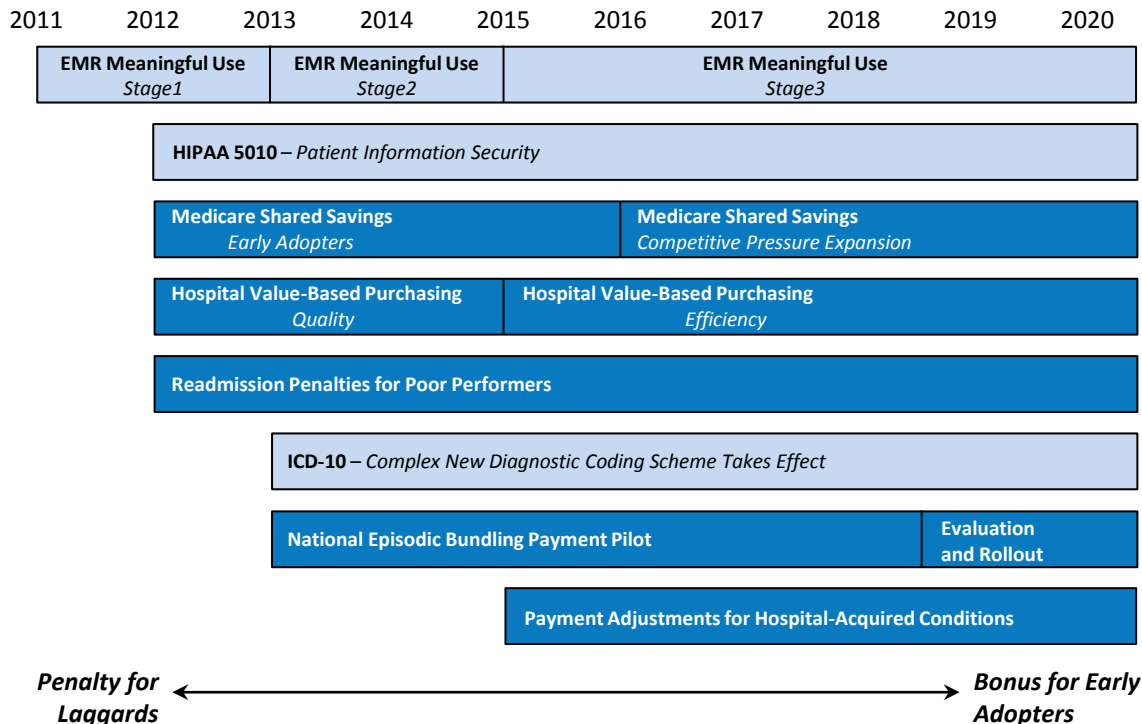 2011 2012 2013 2014 2015 2016 2017 2018 2019 2020
EMR Meaningful Use EMR Meaningful Use EMR Meaningful Use
Stage1 Stage2 Stage3
HIPAA 5010 – Patient Information Security
Medicare Shared Savings Medicare Shared Savings
Early Adopters Competitive Pressure Expansion
Hospital Value-Based Purchasing Hospital Value-Based Purchasing
Quality Efficiency
Readmission Penalties for Poor Performers
ICD-10 – Complex New Diagnostic Coding Scheme Takes Effect
National Episodic Bundling Payment Pilot Evaluation
and Rollout
Payment Adjustments for Hospital-Acquired Conditions
Penalty for Bonus for Early
Laggards Adopters